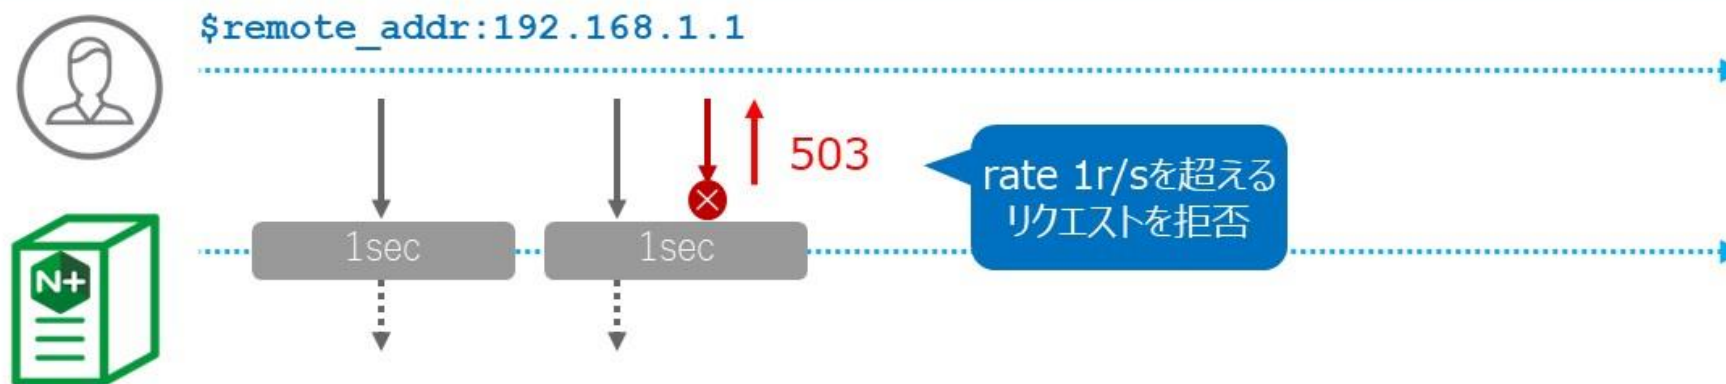 $remote_addr:192.168.1.1
503
rate 1r/sを超える
リクエストを拒否
1sec
1sec
N+